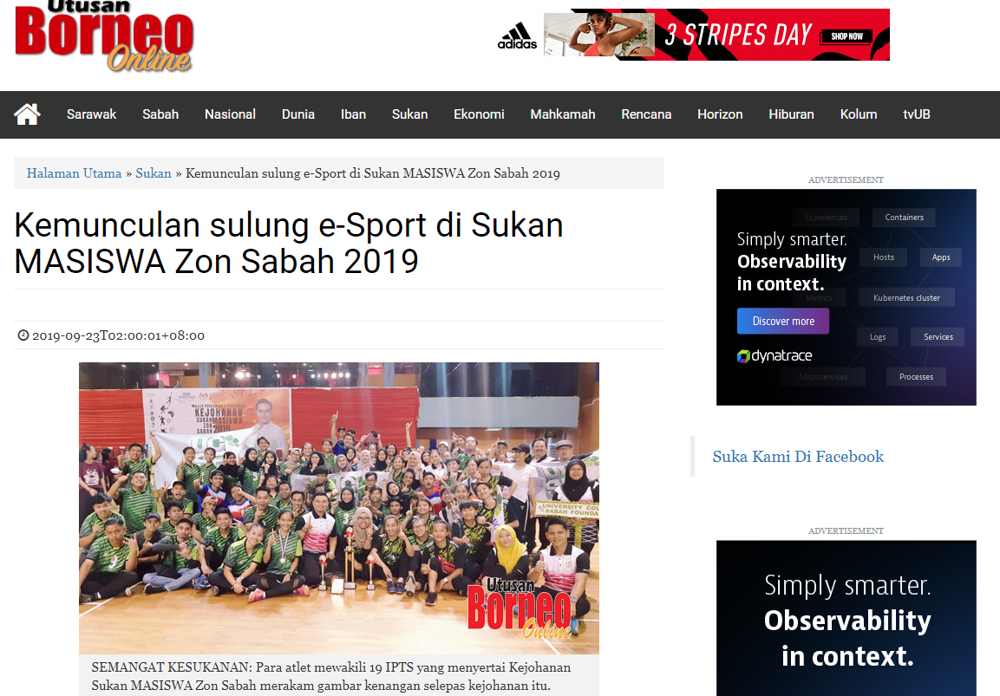 Utusan
Borneo
Online
adidas
3 STRIPES DAY
SHOP NOW
Sarawak Sabah Nasional Dunia Iban Sukan Ekonomi Mahkamah Rencana Horizon Hiburan Kolum tvUB
Halaman Utama » Sukan » Kemunculan sulung e-Sport di Sukan MASISWA Zon Sabah 2019
Kemunculan sulung e-Sport di Sukan
MASISWA Zon Sabah 2019
2019-09-23T02:00:01+08:00
KEJOHANAN
SUKAN MASISWA
ZON
SABAH 2019
UNIVERSITY COL
SABAH FOUNDA
Utusan
Borneo
Online
SEMANGAT KESUKANAN: Para atlet mewakili 19 IPTS yang menyertai Kejohanan
Sukan MASISWA Zon Sabah merakam gambar kenangan selepas kejohanan itu.
ADVERTISEMENT
Experiences
Containers
Simply smarter.
Observability
in context.
Hosts
Apps
Metrics
Kubernetes cluster
Discover more
Logs
Services
dynatrace
Microservices
Processes
Suka Kami Di Facebook
ADVERTISEMENT
Simply smarter.
Observability
in context.